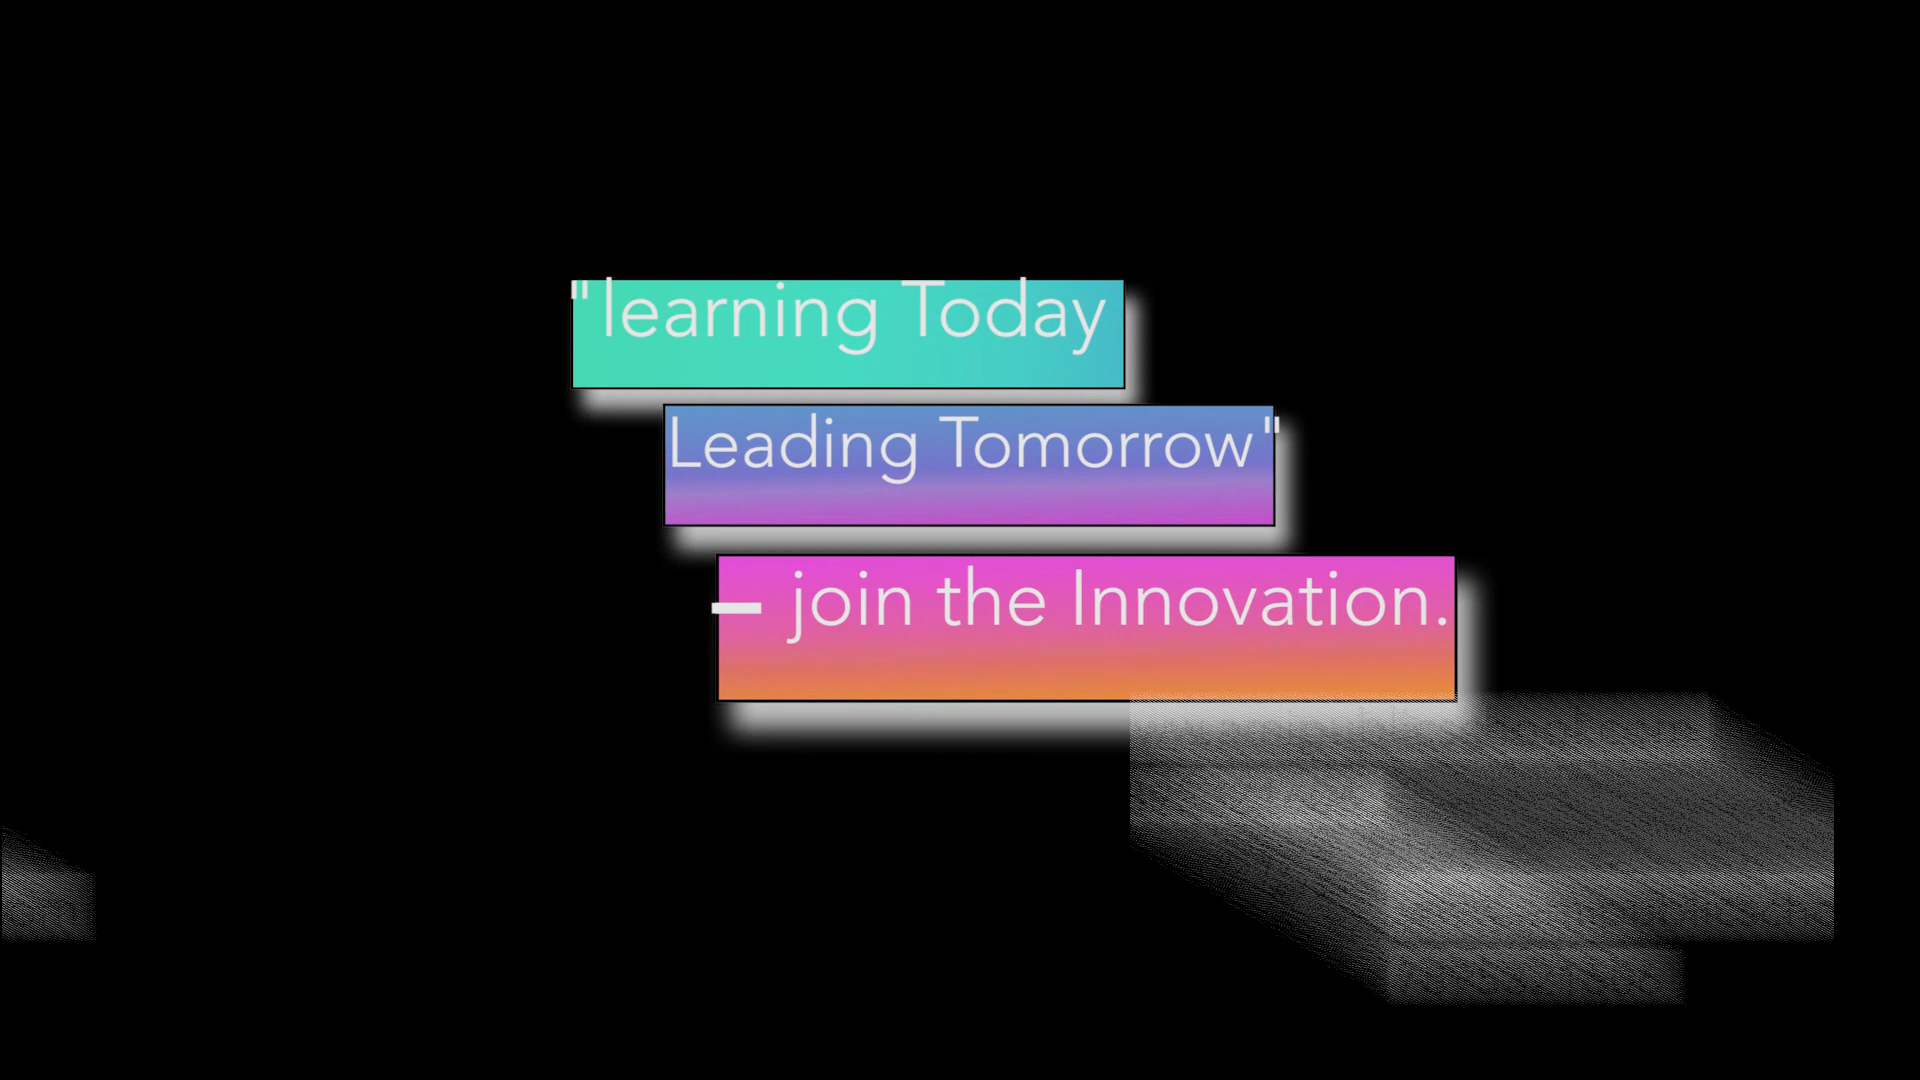 "learning Today
Leading Tomorrow"
– join the Innovation.